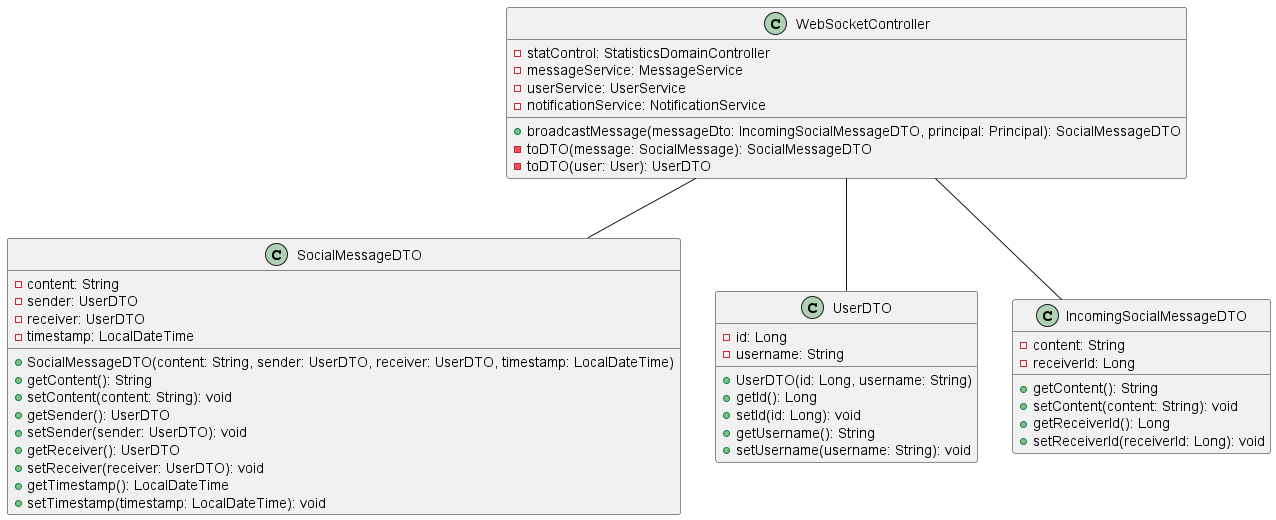 C WebSocketController
statControl: StatisticsDomainController
messageService: MessageService
userService: UserService
notificationService: NotificationService
broadcastMessage(messageDto: IncomingSocialMessageDTO, principal: Principal): SocialMessageDTO
toDTO(message: SocialMessage): SocialMessageDTO
toDTO(user: User): UserDTO
C SocialMessageDTO
content: String
sender: UserDTO
receiver: UserDTO
timestamp: LocalDateTime
SocialMessageDTO(content: String, sender: UserDTO, receiver: UserDTO, timestamp: LocalDateTime)
getContent(): String
setContent(content: String): void
getSender(): UserDTO
setSender(sender: UserDTO): void
getReceiver(): UserDTO
setReceiver(receiver: UserDTO): void
getTimestamp(): LocalDateTime
setTimestamp(timestamp: LocalDateTime): void
C UserDTO
id: Long
username: String
UserDTO(id: Long, username: String)
getId(): Long
setId(id: Long): void
getUsername(): String
setUsername(username: String): void
C IncomingSocialMessageDTO
content: String
receiverId: Long
getContent(): String
setContent(content: String): void
getReceiverId(): Long
setReceiverId(receiverId: Long): void